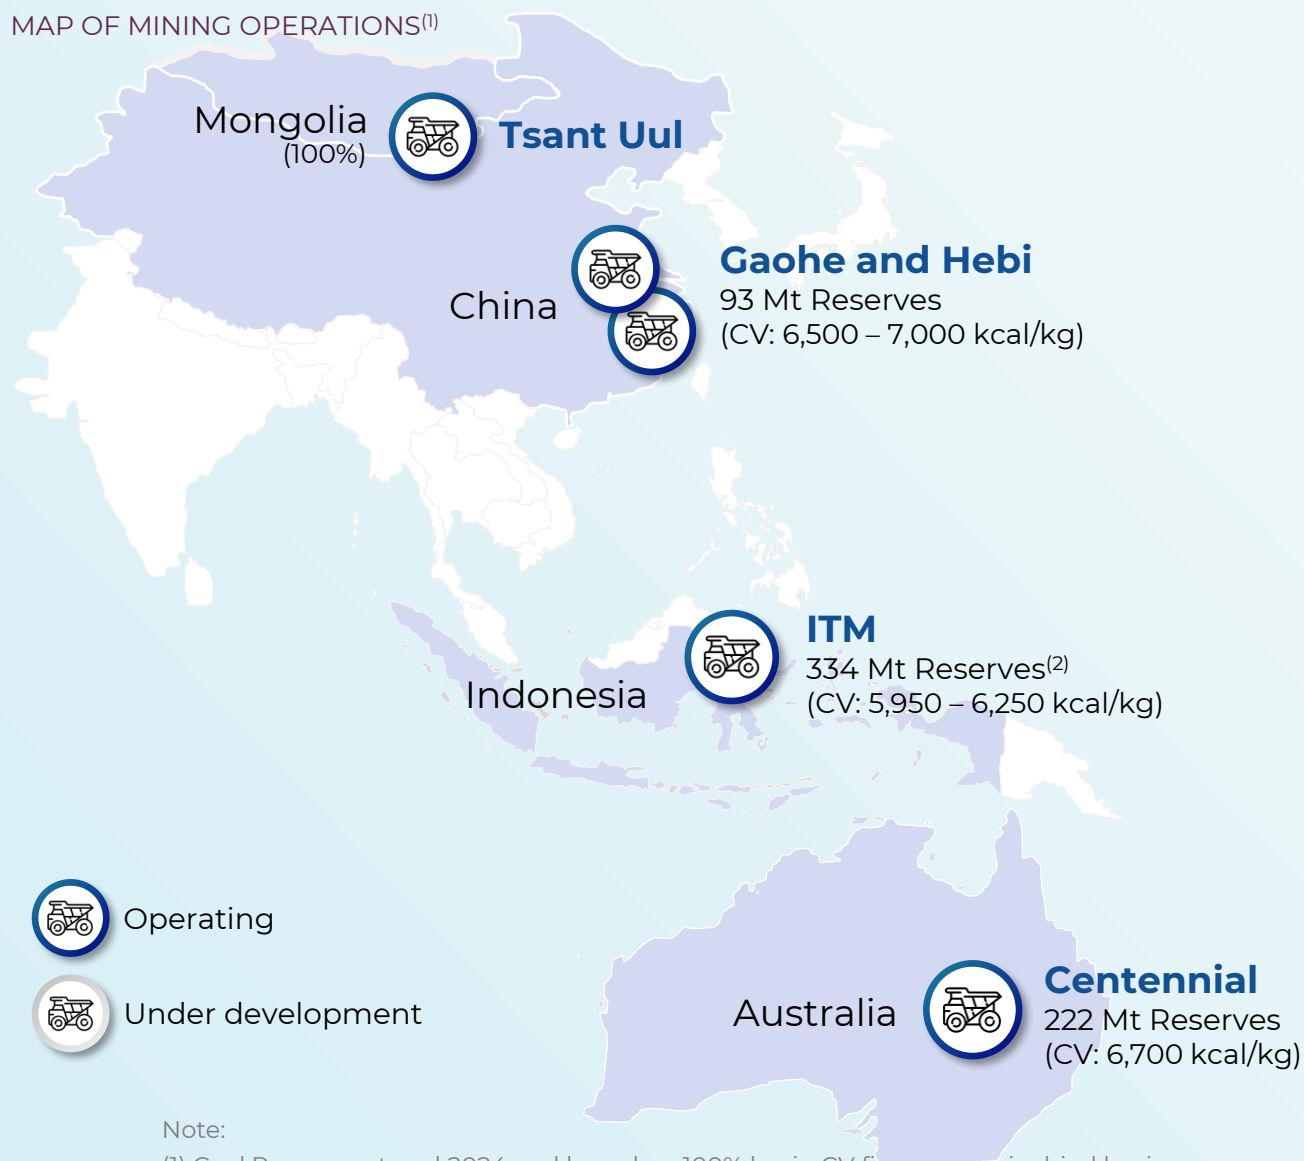 MAP OF MINING OPERATIONS(1)
Mongolia
(100%)
Tsant Uul
China
Gaohe and Hebi
93 Mt Reserves
(CV: 6,500 – 7,000 kcal/kg)
Indonesia
ITM
334 Mt Reserves(2)
(CV: 5,950 – 6,250 kcal/kg)
Operating
Under development
Australia
Centennial
222 Mt Reserves
(CV: 6,700 kcal/kg)
Note: